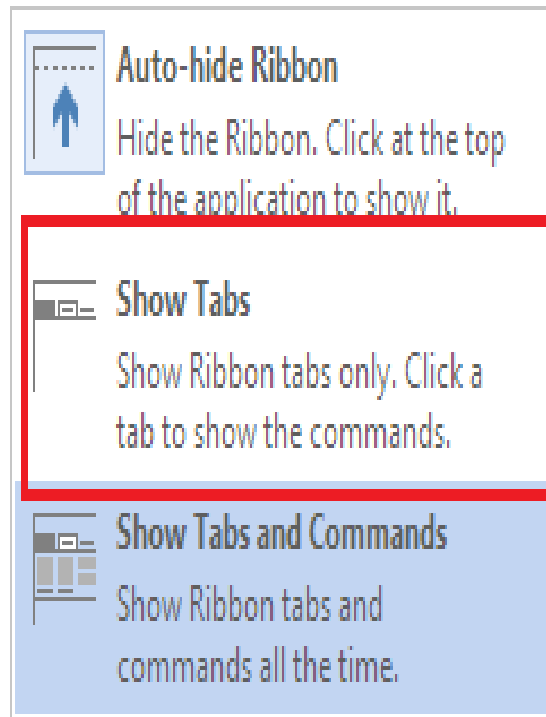 Auto-hide Ribbon
Hide the Ribbon. Click at the top
of the application to show it.
Show Tabs
Show Ribbon tabs only. Click a
tab to show the commands.
Show Tabs and Commands
Show Ribbon tabs and
commands all the time.